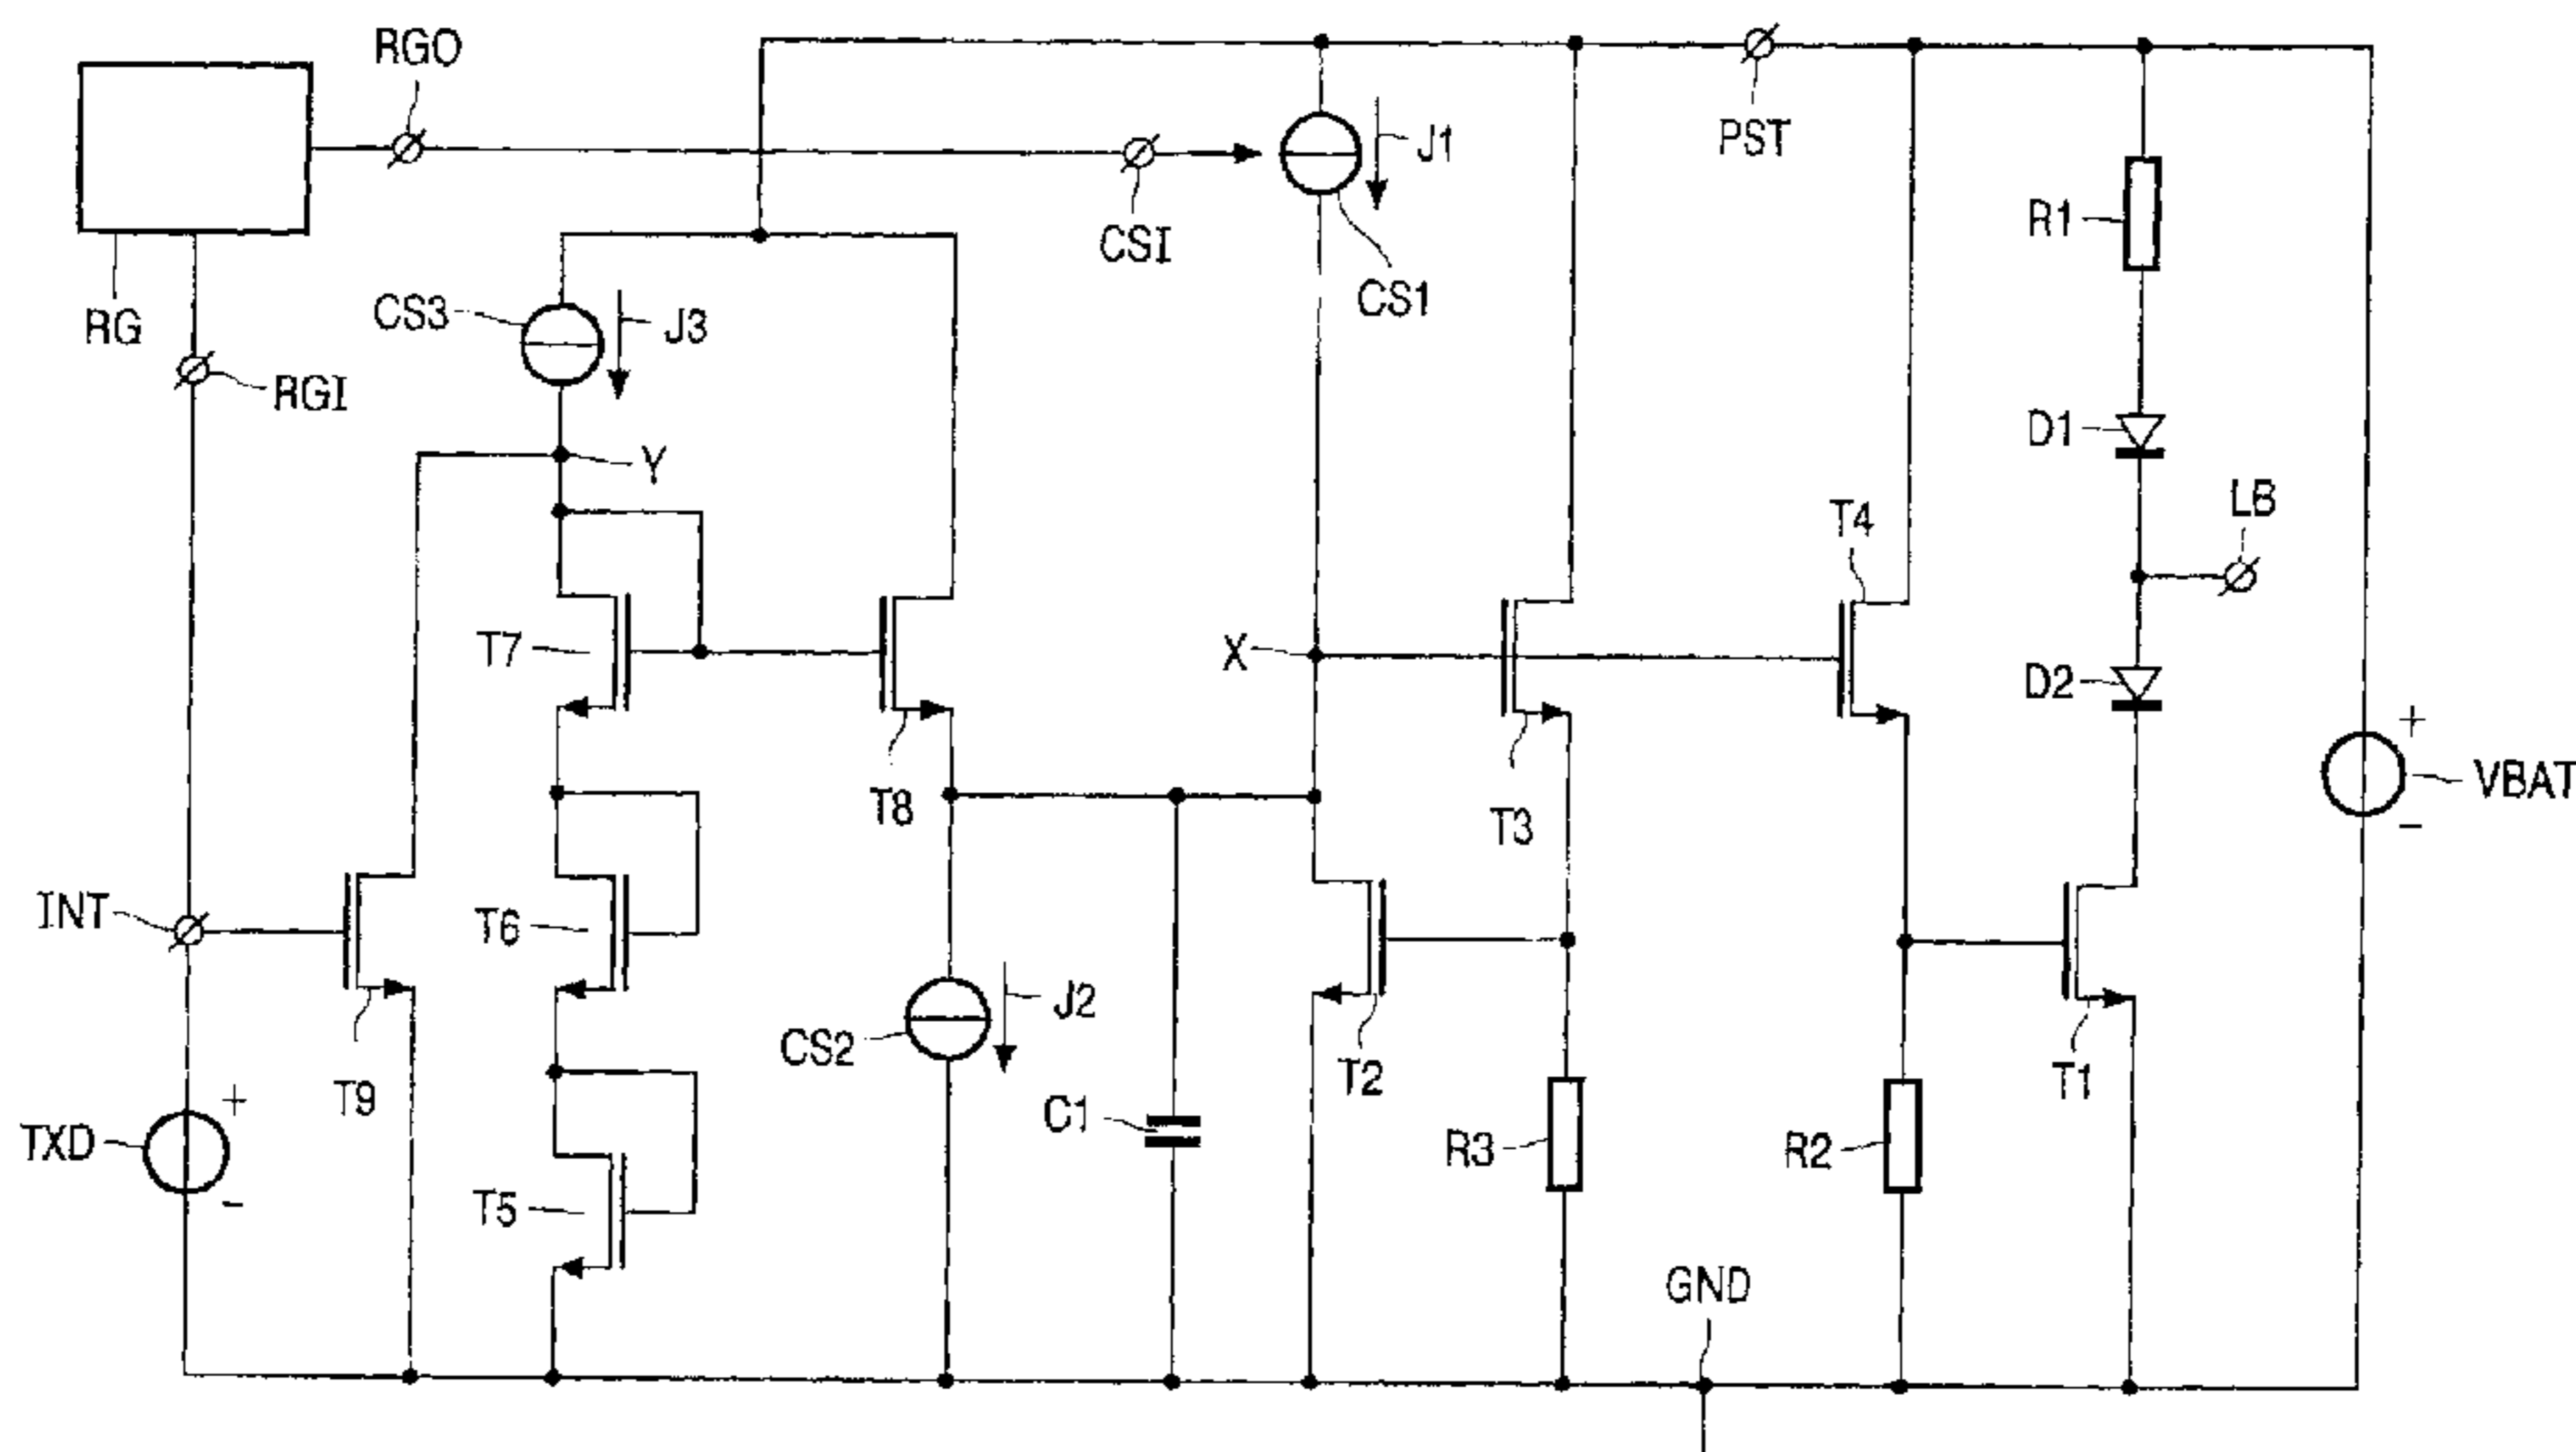 RGO
J1
PST
R1
CSI
CS1
CS3
J3
RG
RGI
D1
Y
LB
T4
T7
X
D2
+
VBAT
-
T8
T3
INT
T6
J2
CS2
T2
T1
T9
+
TXD
-
C1
R3
R2
T5
GND